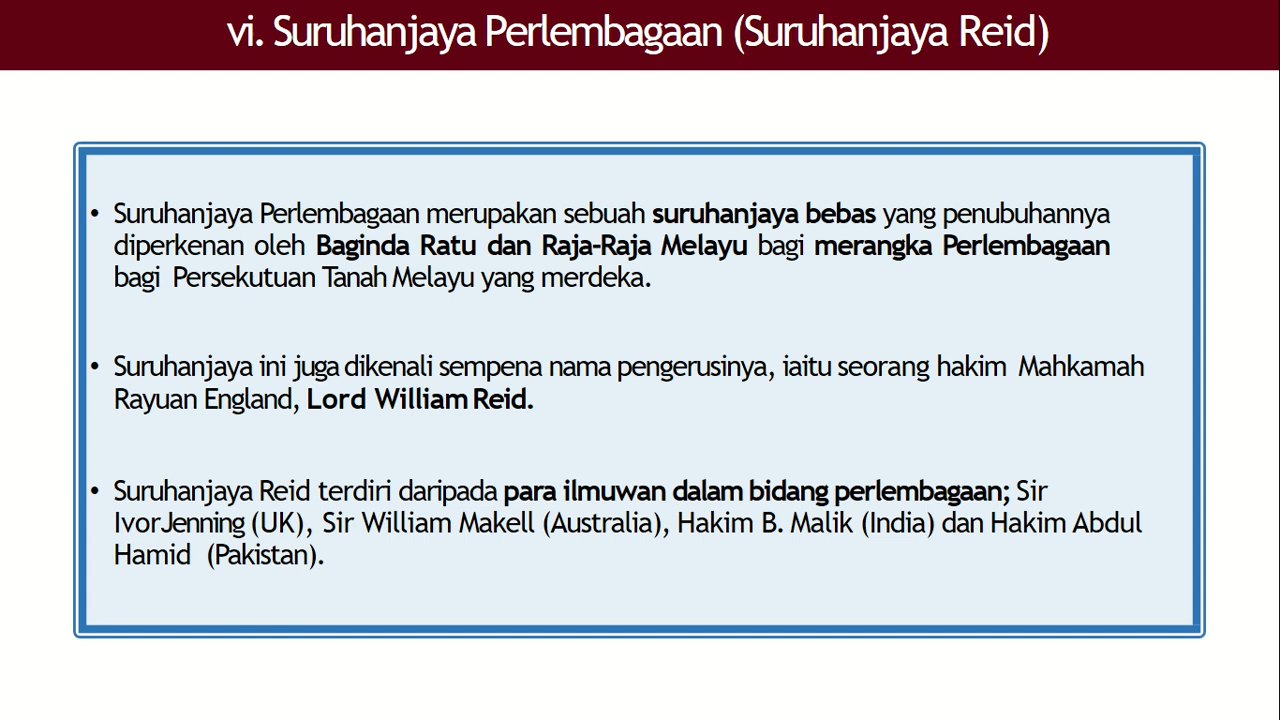 vi. Suruhanjaya Perlembagaan (Suruhanjaya Reid)
• Suruhanjaya Perlembagaan merupakan sebuah suruhanjaya bebas yang penubuhannya
diperkenan oleh Baginda Ratu dan Raja-Raja Melayu bagi merangka Perlembagaan
bagi Persekutuan Tanah Melayu yang merdeka.
• Suruhanjaya ini juga dikenali sempena nama pengerusinya, iaitu seorang hakim Mahkamah
Rayuan England, Lord William Reid.
• Suruhanjaya Reid terdiri daripada para ilmuwan dalam bidang perlembagaan; Sir
IvorJenning (UK), Sir William Makell (Australia), Hakim B. Malik (India) dan Hakim Abdul
Hamid (Pakistan).